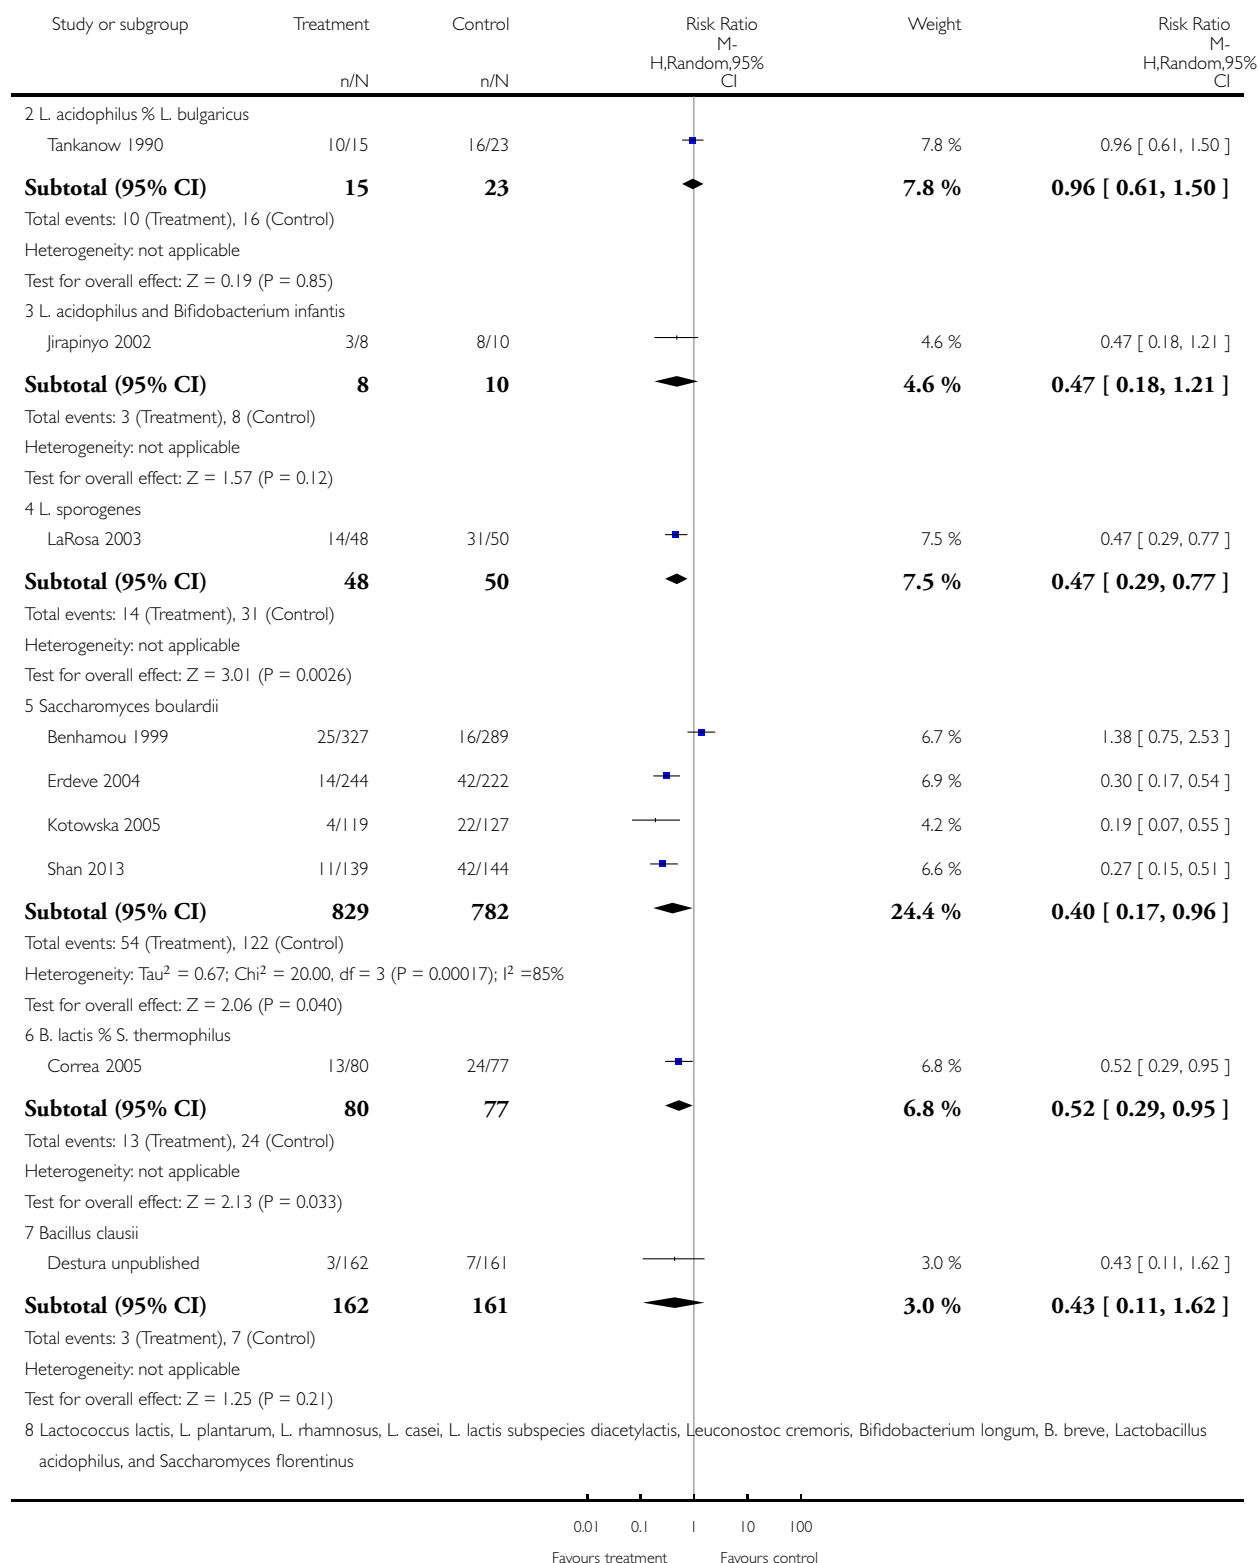 Study or subgroup Treatment Control Risk Ratio Weight Risk Ratio
M- M-
H,Random,95% H,Random,95%
n/N n/N CI CI
2 L. acidophilus % L. bulgaricus
Tankanow 1990 10/15 16/23 7.8 % 0.96 [ 0.61, 1.50 ]
Subtotal (95% CI) 15 23 7.8 % 0.96 [ 0.61, 1.50 ]
Total events: 10 (Treatment), 16 (Control)
Heterogeneity: not applicable
Test for overall effect: Z = 0.19 (P = 0.85)
3 L. acidophilus and Bifidobacterium infantis
Jirapinyo 2002 3/8 8/10 4.6 % 0.47 [ 0.18, 1.21 ]
Subtotal (95% CI) 8 10 4.6 % 0.47 [ 0.18, 1.21 ]
Total events: 3 (Treatment), 8 (Control)
Heterogeneity: not applicable
Test for overall effect: Z = 1.57 (P = 0.12)
4 L. sporogenes
LaRosa 2003 14/48 31/50 7.5 % 0.47 [ 0.29, 0.77 ]
Subtotal (95% CI) 48 50 7.5 % 0.47 [ 0.29, 0.77 ]
Total events: 14 (Treatment), 31 (Control)
Heterogeneity: not applicable
Test for overall effect: Z = 3.01 (P = 0.0026)
5 Saccharomyces boulardii
Benhamou 1999 25/327 16/289 6.7 % 1.38 [ 0.75, 2.53 ]
Erdeve 2004 14/244 42/222 6.9 % 0.30 [ 0.17, 0.54 ]
Kotowska 2005 4/119 22/127 4.2 % 0.19 [ 0.07, 0.55 ]
Shan 2013 11/139 42/144 6.6 % 0.27 [ 0.15, 0.51 ]
Subtotal (95% CI) 829 782 24.4 % 0.40 [ 0.17, 0.96 ]
Total events: 54 (Treatment), 122 (Control)
Heterogeneity: Tau² = 0.67; Chi² = 20.00, df = 3 (P = 0.00017); I² =85%
Test for overall effect: Z = 2.06 (P = 0.040)
6 B. lactis % S. thermophilus
Correa 2005 13/80 24/77 6.8 % 0.52 [ 0.29, 0.95 ]
Subtotal (95% CI) 80 77 6.8 % 0.52 [ 0.29, 0.95 ]
Total events: 13 (Treatment), 24 (Control)
Heterogeneity: not applicable
Test for overall effect: Z = 2.13 (P = 0.033)
7 Bacillus clausii
Destura unpublished 3/162 7/161 3.0 % 0.43 [ 0.11, 1.62 ]
Subtotal (95% CI) 162 161 3.0 % 0.43 [ 0.11, 1.62 ]
Total events: 3 (Treatment), 7 (Control)
Heterogeneity: not applicable
Test for overall effect: Z = 1.25 (P = 0.21)
8 Lactococcus lactis, L. plantarum, L. rhamnosus, L. casei, L. lactis subspecies diacetylactis, Leuconostoc cremoris, Bifidobacterium longum, B. breve, Lactobacillus
acidophilus, and Saccharomyces florentinus
0.01 0.1 1 10 100
Favours treatment Favours control